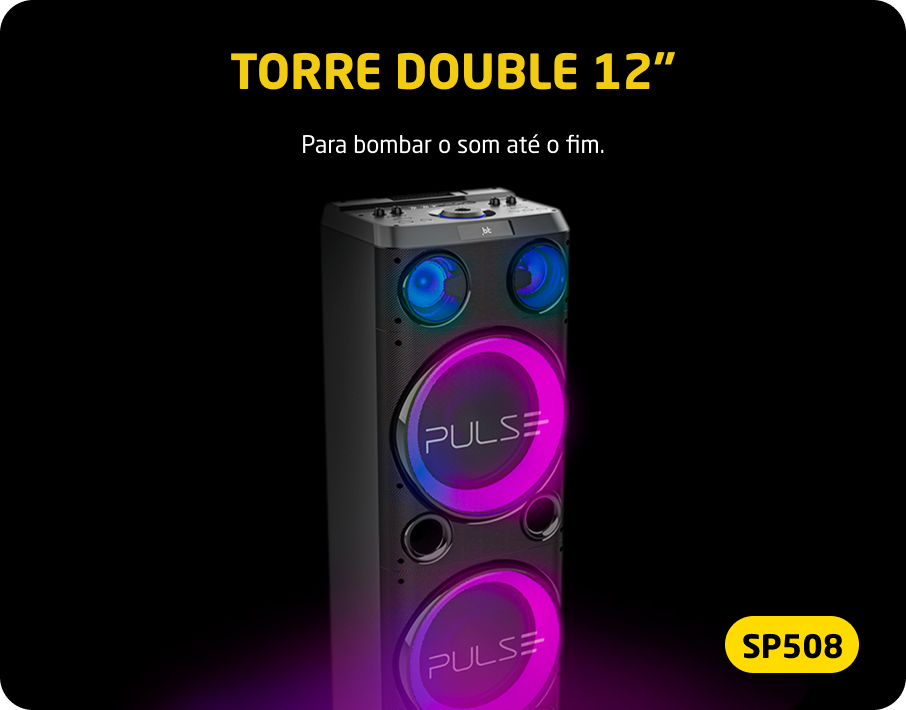 TORRE DOUBLE 12”
Para bombar o som até o fim.
PULSE
PULSE
SP508